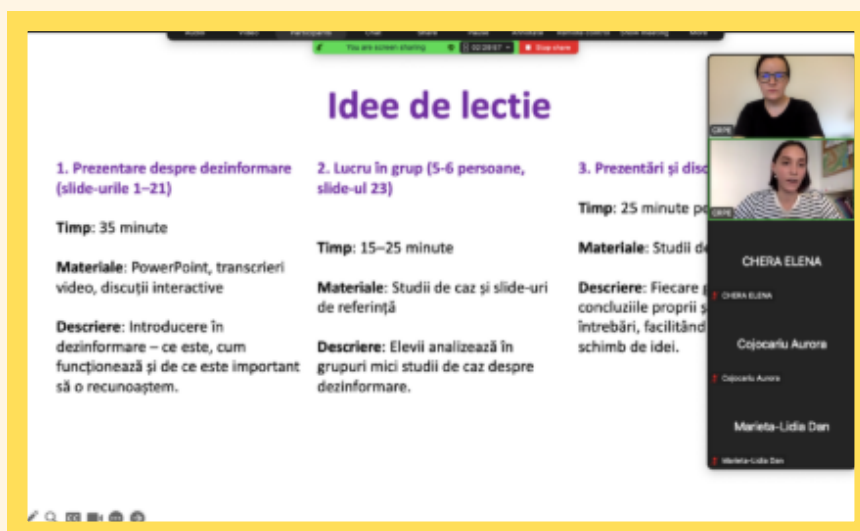 You are screen sharing
Stop share
Idee de lectie
1. Prezentare despre dezinformare
(slide-urile 1–21)
Timp: 35 minute
Materiale: PowerPoint, transcrieri
video, discuții interactive
Descriere: Introducere în
dezinformare – ce este, cum
funcționează și de ce este important
să o recunoaștem.
2. Lucru în grup (5-6 persoane,
slide-ul 23)
Timp: 15–25 minute
Materiale: Studii de caz și slide-uri
de referință
Descriere: Elevii analizează în
grupuri mici studii de caz despre
dezinformare.
3. Prezentări și disc
Timp: 25 minute pe
Materiale: Studii de
Descriere: Fiecare g
concluziile proprii ș
întrebări, facilitând
schimb de idei.
GRPE
GRPE
CHERA ELENA
CHERA ELENA
Cojocariu Aurora
Cojocariu Aurora
Marieta-Lidia Dan
Marieta-Lidia Dan